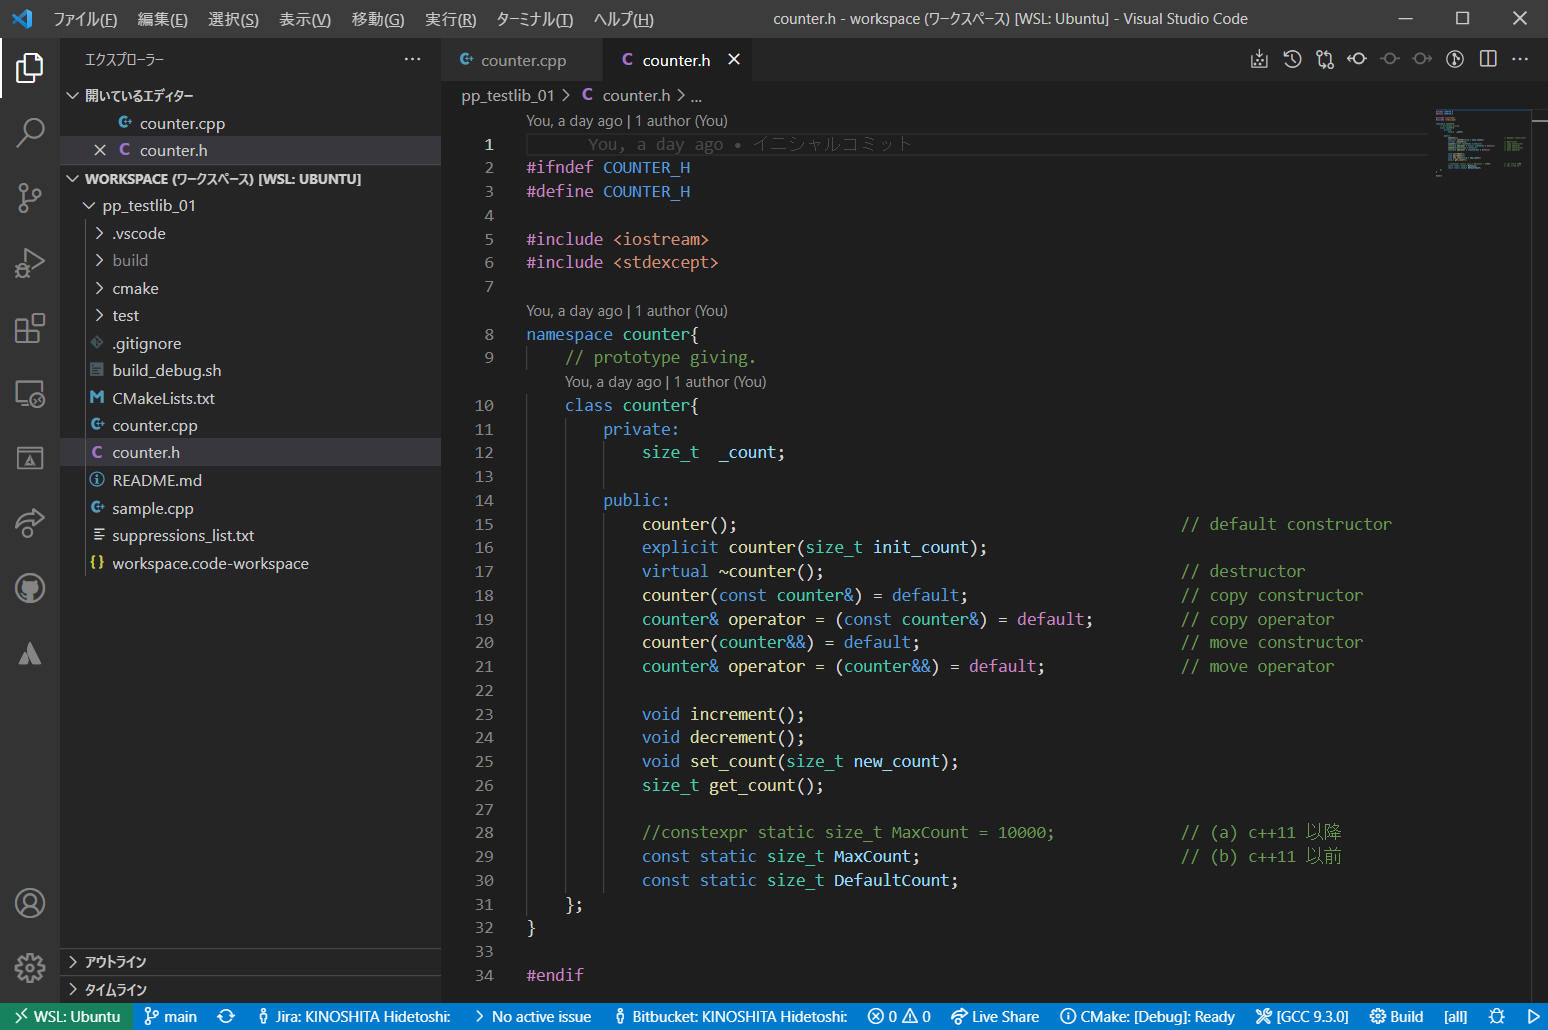 ファイル(F) 編集(E) 選択(S) 表示(V) 移動(G) 実行(R) ターミナル(T) ヘルプ(H) counter.h - workspace (ワークスペース) [WSL: Ubuntu] - Visual Studio Code
エクスプローラー
開いているエディター
counter.cpp
counter.h
WORKSPACE (ワークスペース) [WSL: UBUNTU]
pp_testlib_01
.vscode
build
cmake
test
.gitignore
build_debug.sh
CMakeLists.txt
counter.cpp
counter.h
README.md
sample.cpp
suppressions_list.txt
workspace.code-workspace
アウトライン
タイムライン
counter.cpp counter.h
pp_testlib_01 > counter.h > ...
You, a day ago | 1 author (You)
1 You, a day ago • イニシャルコミット
2 #ifndef COUNTER_H
3 #define COUNTER_H
4
5 #include <iostream>
6 #include <stdexcept>
7
You, a day ago | 1 author (You)
8 namespace counter{
9 // prototype giving.
You, a day ago | 1 author (You)
10 class counter{
11 private:
12 size_t _count;
13
14 public:
15 counter(); // default constructor
16 explicit counter(size_t init_count);
17 virtual ~counter(); // destructor
18 counter(const counter&) = default; // copy constructor
19 counter& operator = (const counter&) = default; // copy operator
20 counter(counter&&) = default; // move constructor
21 counter& operator = (counter&&) = default; // move operator
22
23 void increment();
24 void decrement();
25 void set_count(size_t new_count);
26 size_t get_count();
27
28 //constexpr static size_t MaxCount = 10000; // (a) c++11 以降
29 const static size_t MaxCount; // (b) c++11 以前
30 const static size_t DefaultCount;
31 };
32 }
33
34 #endif
WSL: Ubuntu main Jira: KINOSHITA Hidetoshi: No active issue Bitbucket: KINOSHITA Hidetoshi: 0 0 Live Share CMake: [Debug]: Ready [GCC 9.3.0] Build [all]